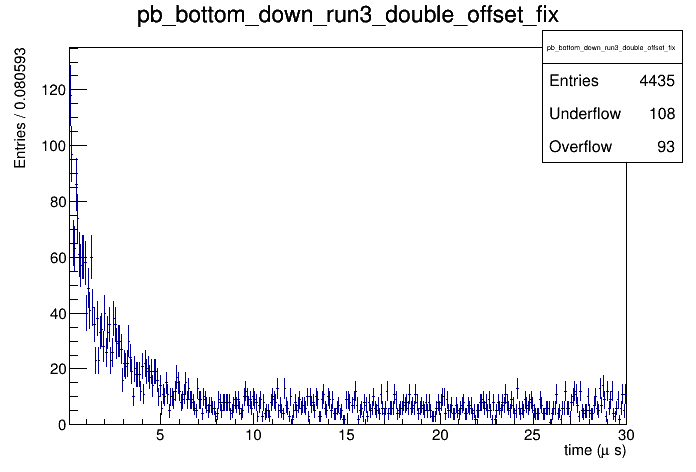 pb_bottom_down_run3_double_offset_fix
pb_bottom_down_run3_double_offset_fix
Entries 4435
Underflow 108
Overflow 93
Entries / 0.080593
120
100
80
60
40
20
0
5 10 15 20 25 30
time (μ s)